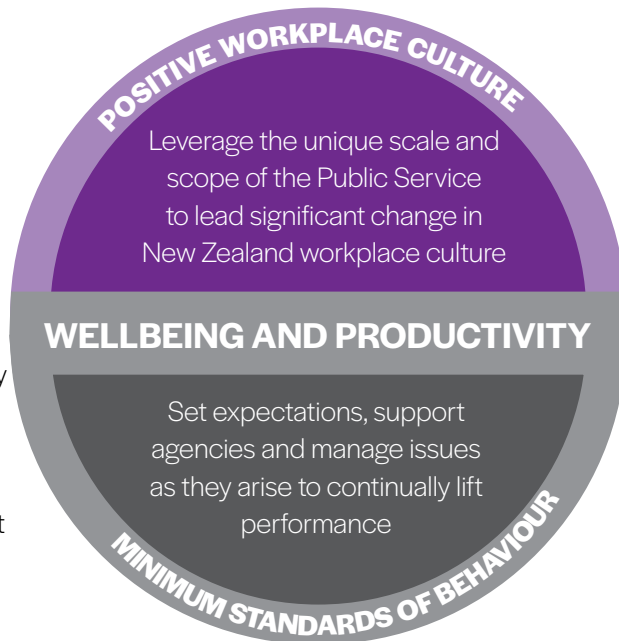 POSITIVE WORKPLACE CULTURE
Leverage the unique scale and
scope of the Public Service
to lead significant change in
New Zealand workplace culture
WELLBEING AND PRODUCTIVITY
y
Set expectations, support
agencies and manage issues
as they arise to continually lift
t
performance
MINIMUM STANDARDS OF BEHAVIOUR